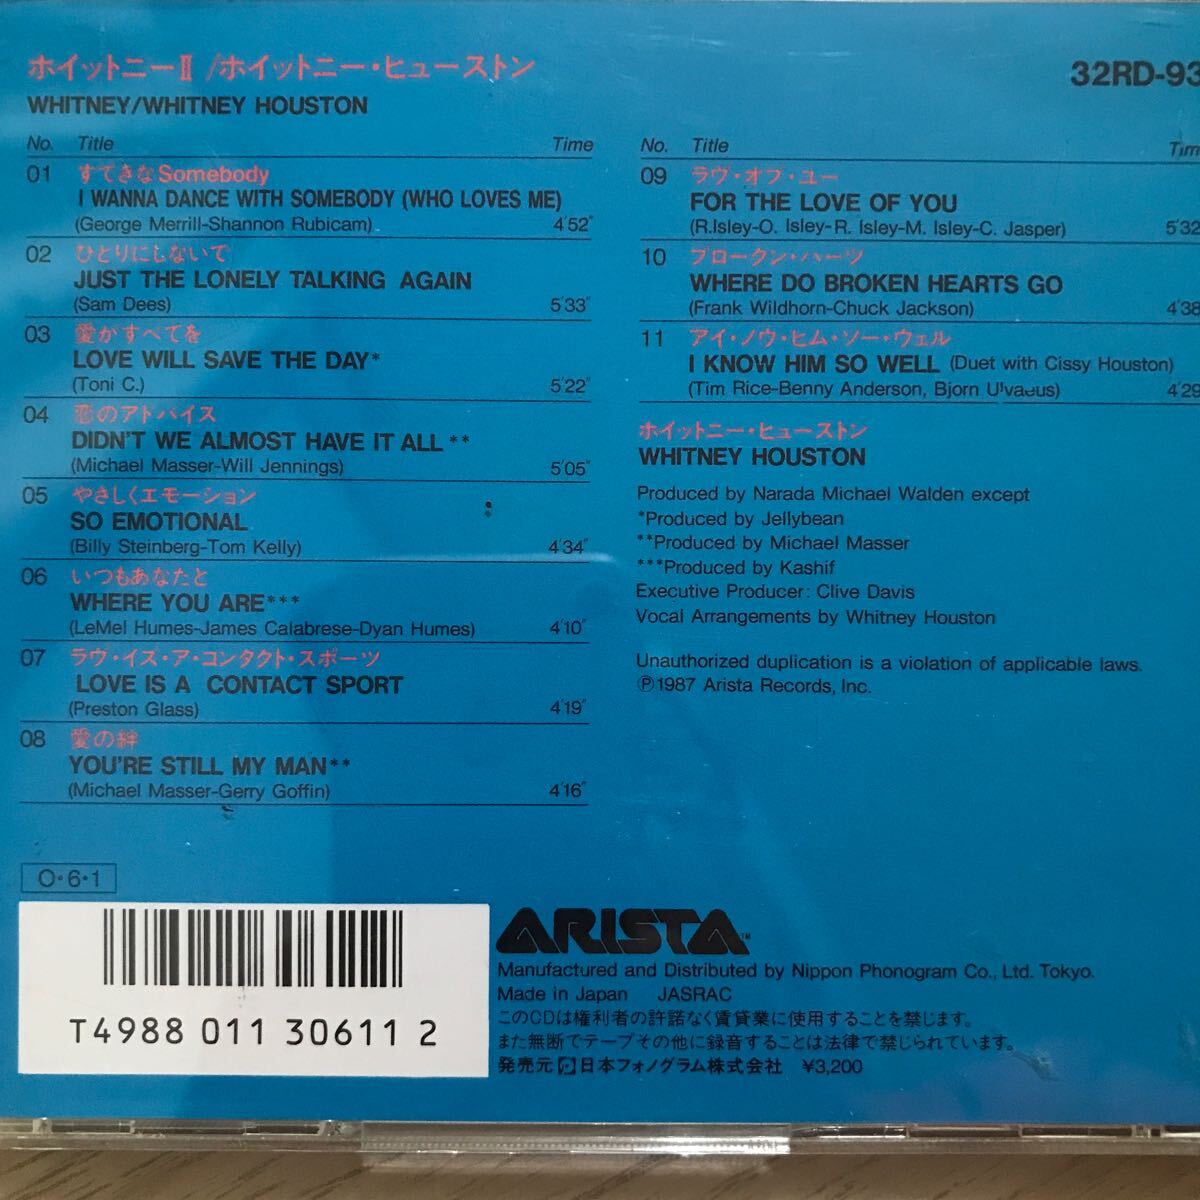 ホイットニーII/ホイットニー・ヒューストン
WHITNEY/WHITNEY HOUSTON
32RD-93
No. Title Time
01 すてきなSomebody
I WANNA DANCE WITH SOMEBODY (WHO LOVES ME)
(George Merrill-Shannon Rubicam) 4'52"
02 ひとりにしないで
JUST THE LONELY TALKING AGAIN
(Sam Dees) 5'33"
03 愛がすべてを
LOVE WILL SAVE THE DAY*
(Toni C.) 5'22"
04 恋のアドバイス
DIDN'T WE ALMOST HAVE IT ALL**
(Michael Masser-Will Jennings) 5'05"
05 やさしくエモーション
SO EMOTIONAL
(Billy Steinberg-Tom Kelly) 4'34"
06 いつもあなたと
WHERE YOU ARE***
(LeMel Humes-James Calabrese-Dyan Humes) 4'10"
07 ラヴ・イズ・ア・コンタクト・スポーツ
LOVE IS A CONTACT SPORT
(Preston Glass) 4'19"
08 愛の絆
YOU'RE STILL MY MAN**
(Michael Masser-Gerry Goffin) 4'16"
No. Title Tim
09 ラヴ・オブ・ユー
FOR THE LOVE OF YOU
(R.Isley-O. Isley-R. Isley-M. Isley-C. Jasper) 5'32
10 ブロークン・ハーツ
WHERE DO BROKEN HEARTS GO
(Frank Wildhorn-Chuck Jackson) 4'38
11 アイ・ノウ・ヒム・ソー・ウェル
I KNOW HIM SO WELL (Duet with Cissy Houston)
(Tim Rice-Benny Anderson, Bjorn Ulvaeus) 4'29
ホイットニー・ヒューストン
WHITNEY HOUSTON
Produced by Narada Michael Walden except
*Produced by Jellybean
**Produced by Michael Masser
***Produced by Kashif
Executive Producer: Clive Davis
Vocal Arrangements by Whitney Houston
Unauthorized duplication is a violation of applicable laws.
℗1987 Arista Records, Inc.
O・6・1
T4988 011 30611 2
ARISTA™
Manufactured and Distributed by Nippon Phonogram Co., Ltd. Tokyo.
Made in Japan JASRAC
このCDは権利者の許諾なく賃貸業に使用することを禁じます。
また無断でテープその他に録音することは法律で禁じられています。
発売元 日本フォノグラム株式会社 ¥3,200